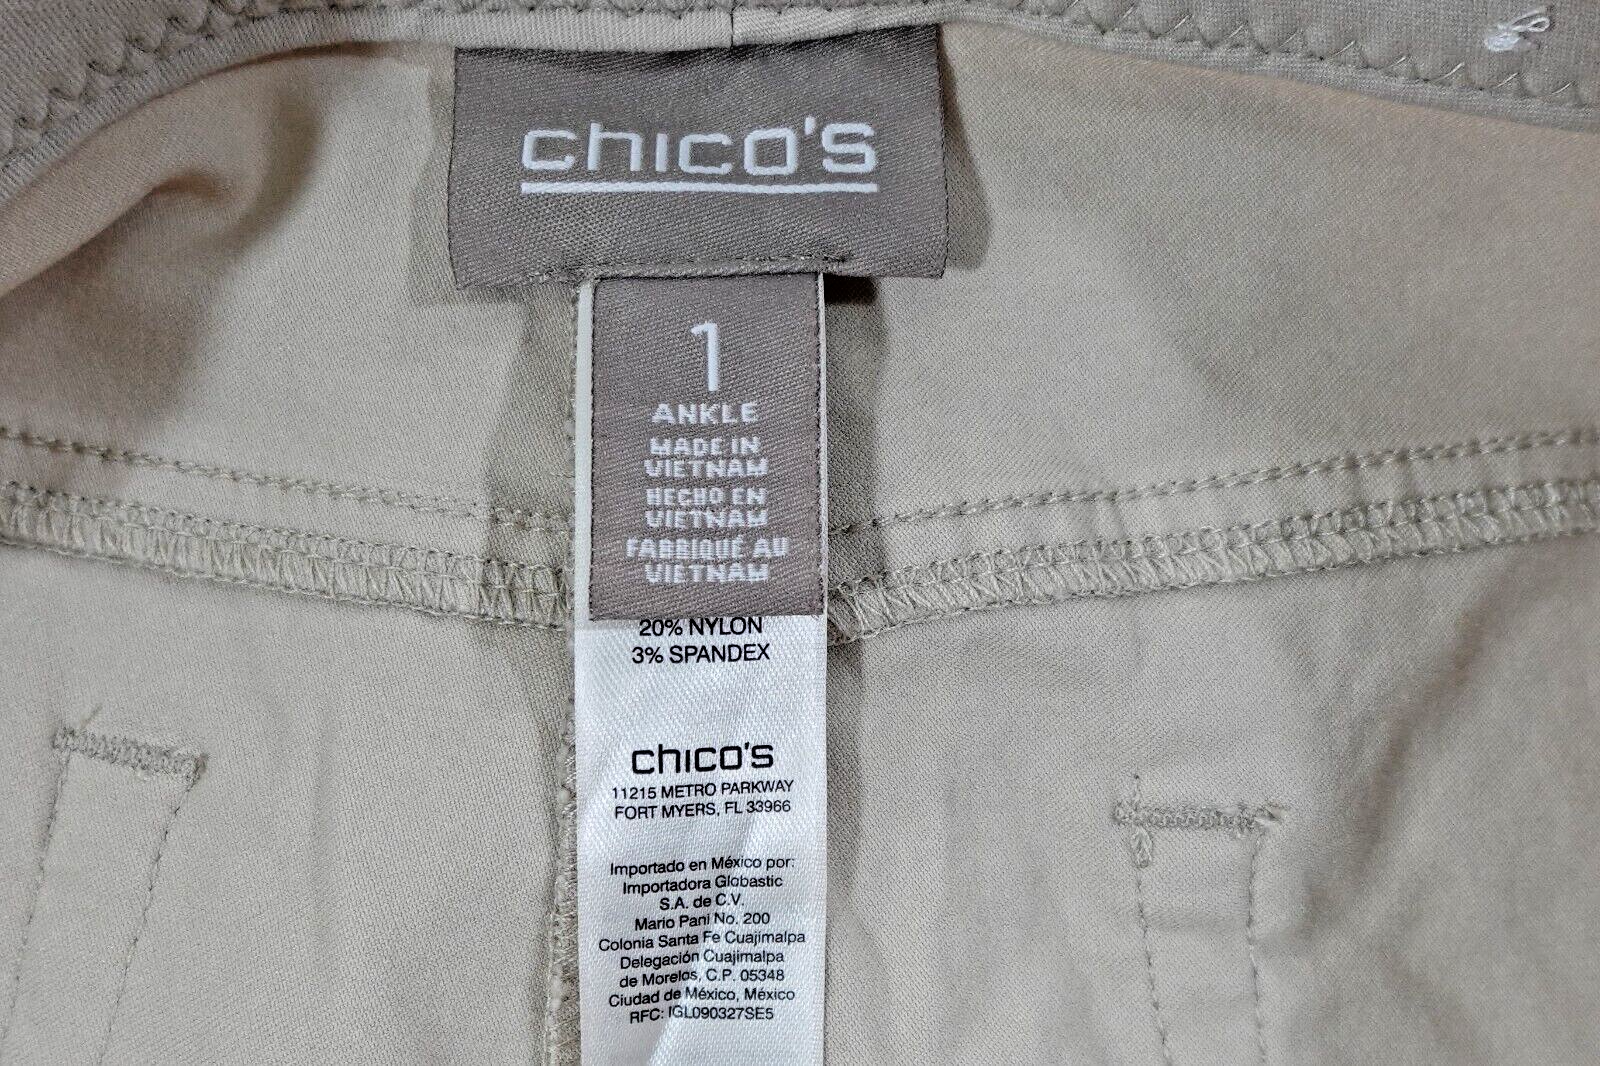 chico's
1
ANKLE
MADE IN
VIETNAM
HECHO EN
VIETNAM
FABRIQUÉ AU
VIETNAM
20% NYLON
3% SPANDEX
chico's
11215 METRO PARKWAY
FORT MYERS, FL 33966
Importado en México por:
Importadora Globastic
S.A. de C.V.
Mario Pani No. 200
Colonia Santa Fe Cuajimalpa
Delegación Cuajimalpa
de Morelos, C.P. 05348
Ciudad de México, México
RFC: IGL090327SE5